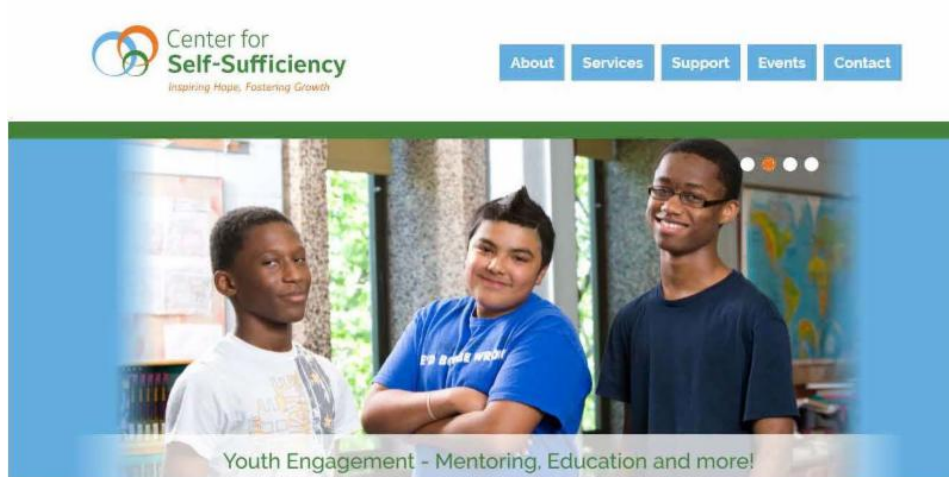 Center for
Self-Sufficiency
Inspiring Hope, Fostering Growth
About Services Support Events Contact
Youth Engagement - Mentoring, Education and more!